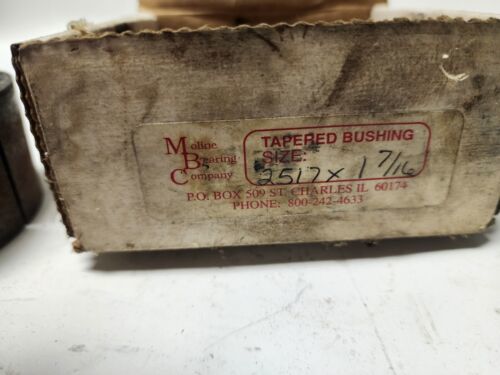 Moline
Bearing
Company
TAPERED BUSHING
SIZE:
2517 X 1 7/16
P.O. BOX 509 ST. CHARLES IL 60174
PHONE: 800-242-4633